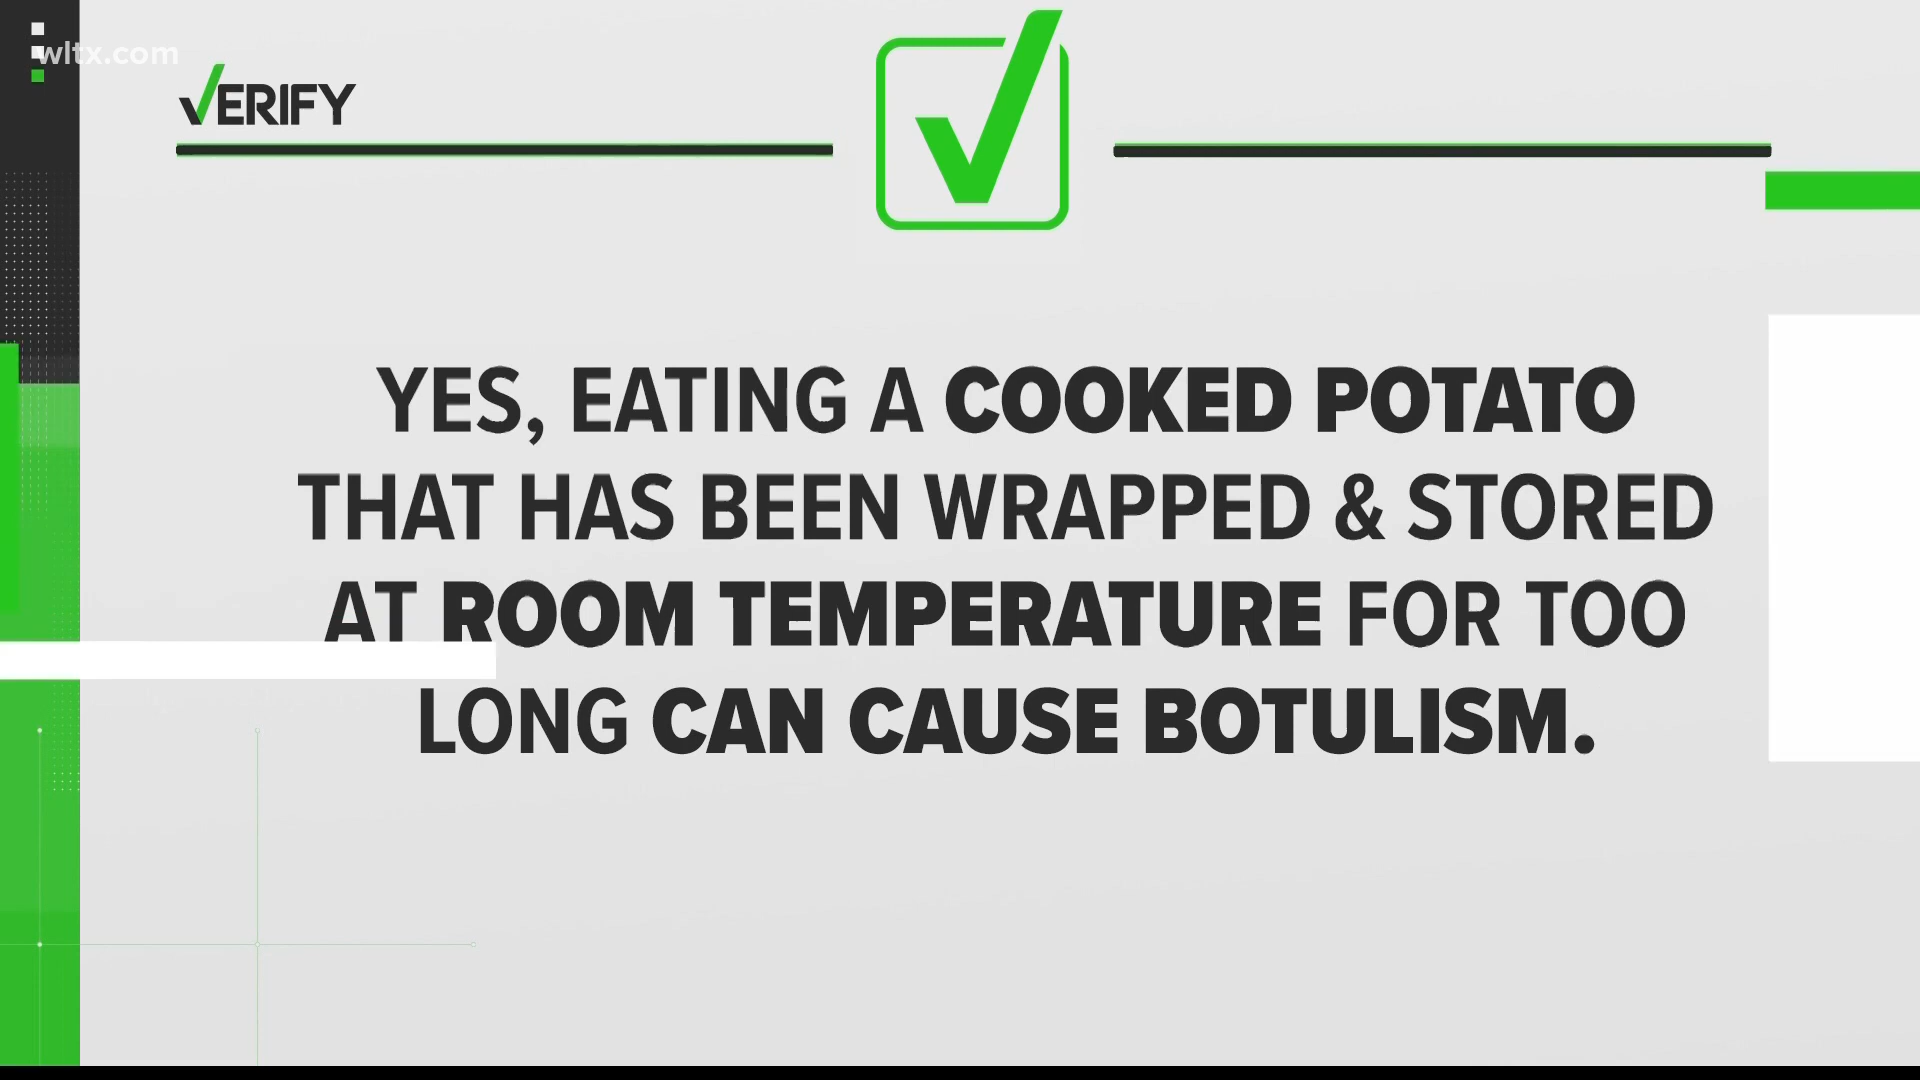 wltx.com
VERIFY
YES, EATING A COOKED POTATO
THAT HAS BEEN WRAPPED & STORED
AT ROOM TEMPERATURE FOR TOO
LONG CAN CAUSE BOTULISM.